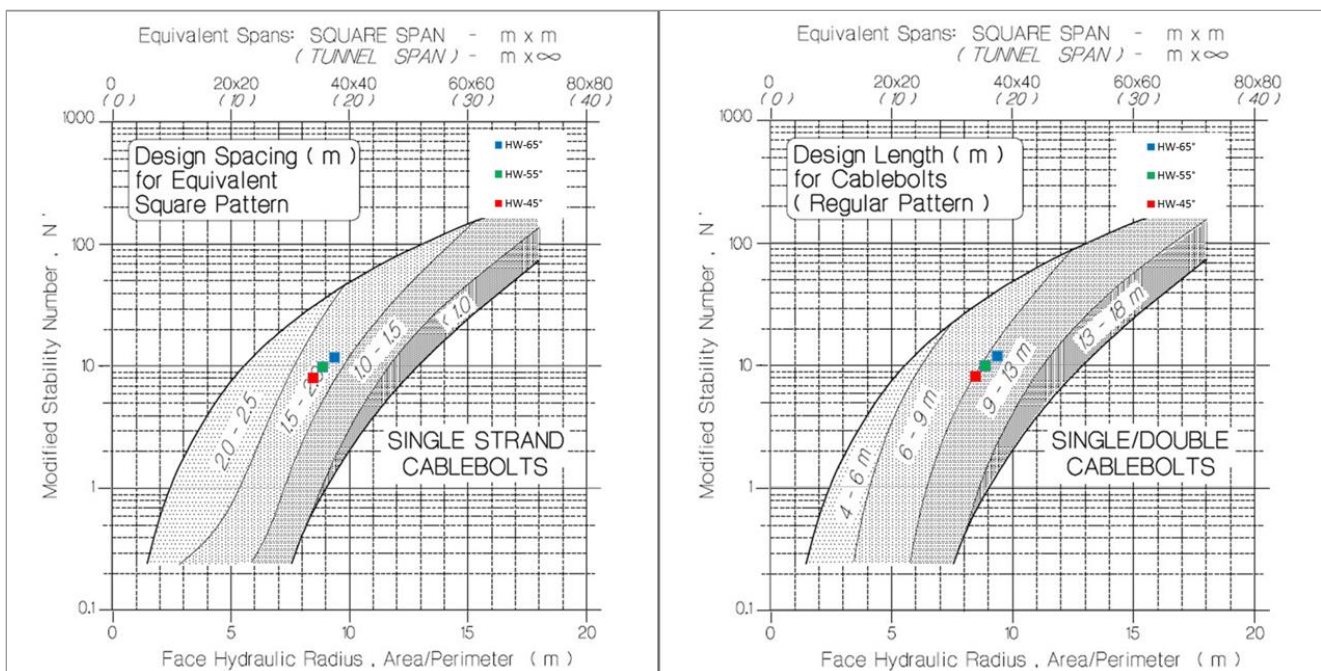 Equivalent Spans: SQUARE SPAN - m x m
( TUNNEL SPAN ) - m x ∞
0 20x20 40x40 60x60 80x80
( 0 ) ( 10 ) ( 20 ) ( 30 ) ( 40 )
1000
Design Spacing ( m )
for Equivalent
Square Pattern
HW-65°
HW-55°
HW-45°
100
10
1
0.1
Modified Stability Number , N'
2.0 - 2.5
1.0 - 1.5
< 1.0
SINGLE STRAND
CABLEBOLTS
0 5 10 15 20
Face Hydraulic Radius , Area/Perimeter ( m )
Equivalent Spans: SQUARE SPAN - m x m
( TUNNEL SPAN ) - m x ∞
0 20x20 40x40 60x60 80x80
( 0 ) ( 10 ) ( 20 ) ( 30 ) ( 40 )
1000
Design Length ( m )
for Cablebolts
( Regular Pattern )
HW-65°
HW-55°
HW-45°
100
10
1
0.1
Modified Stability Number , N'
4 - 6 m
6 - 9 m
9 - 13 m
13 - 18 m
SINGLE/DOUBLE
CABLEBOLTS
0 5 10 15 20
Face Hydraulic Radius , Area/Perimeter ( m )